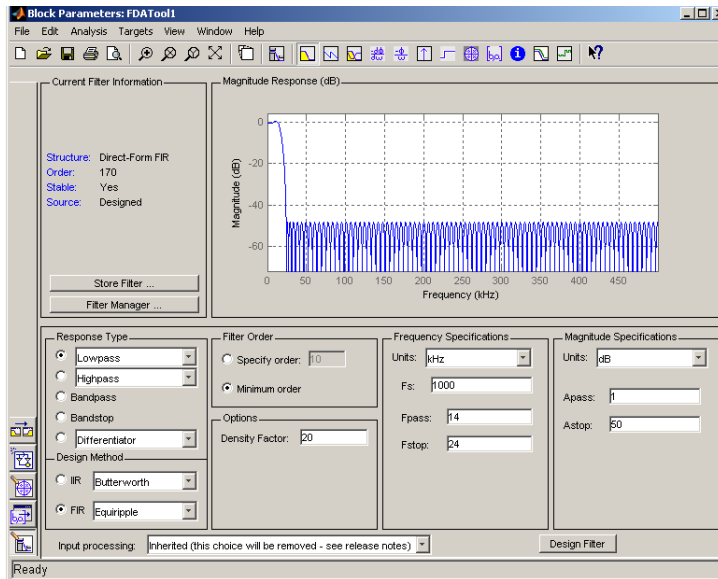 Block Parameters: FDATool1
File Edit Analysis Targets View Window Help
Current Filter Information
Structure: Direct-Form FIR
Order: 170
Stable: Yes
Source: Designed
Store Filter ...
Filter Manager ...
Magnitude Response (dB)
Magnitude (dB)
0
-20
-40
-60
0 50 100 150 200 250 300 350 400 450
Frequency (kHz)
Response Type
Lowpass
Highpass
Bandpass
Bandstop
Differentiator
Design Method
IIR Butterworth
FIR Equiripple
Filter Order
Specify order: 10
Minimum order
Options
Density Factor: 20
Frequency Specifications
Units: kHz
Fs: 1000
Fpass: 14
Fstop: 24
Magnitude Specifications
Units: dB
Apass: 1
Astop: 50
Input processing: Inherited (this choice will be removed - see release notes)
Design Filter
Ready